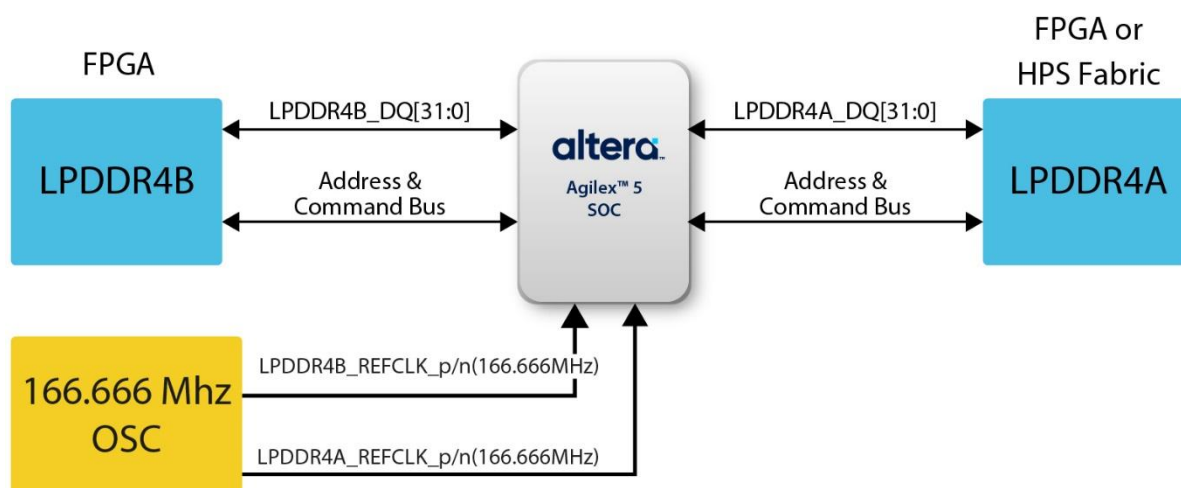 FPGA
LPDDR4B
LPDDR4B_DQ[31:0]
Address &
Command Bus
altera™
Agilex™ 5
SOC
LPDDR4A_DQ[31:0]
Address &
Command Bus
FPGA or
HPS Fabric
LPDDR4A
166.666 Mhz
OSC
LPDDR4B_REFCLK_p/n(166.666MHz)
LPDDR4A_REFCLK_p/n(166.666MHz)